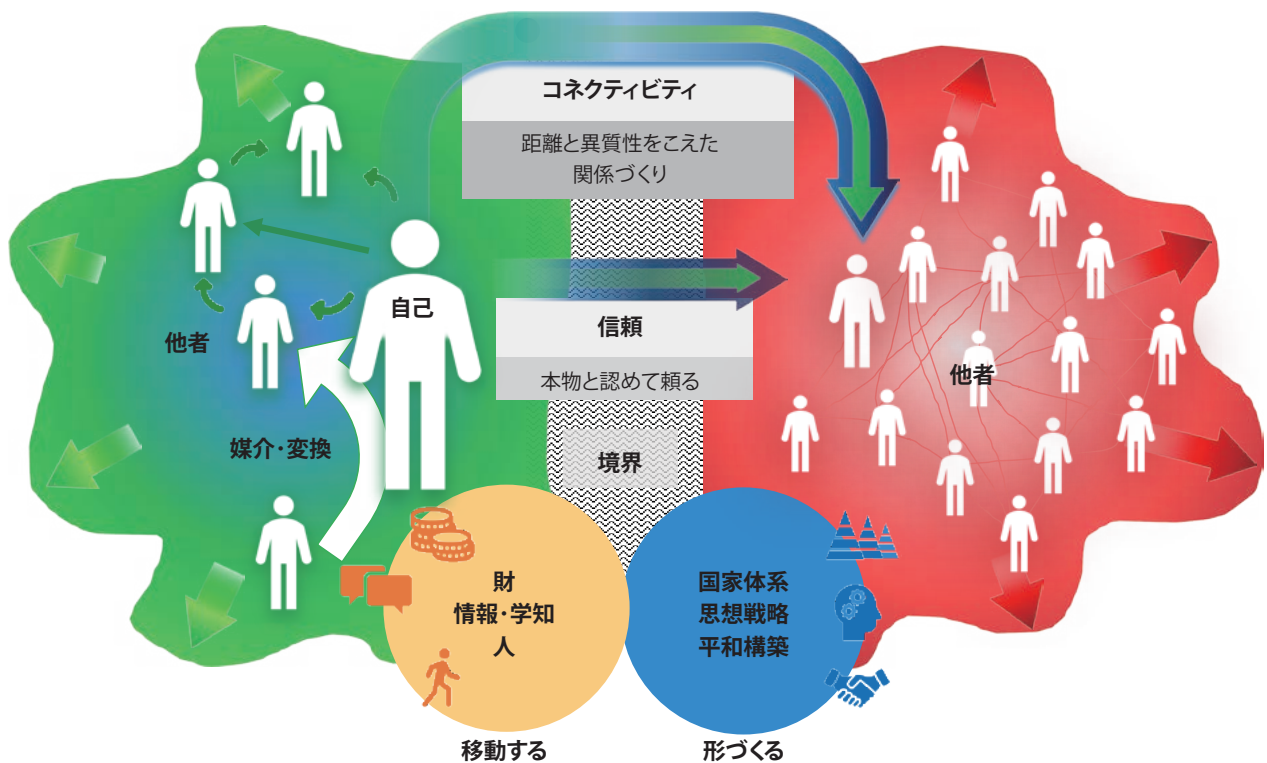 コネクティビティ
距離と異質性をこえた
関係づくり
自己
信頼
他者
本物と認めて頼る
他者
媒介・変換
境界
財
情報・学知
人
国家体系
思想戦略
平和構築
移動する
形づくる